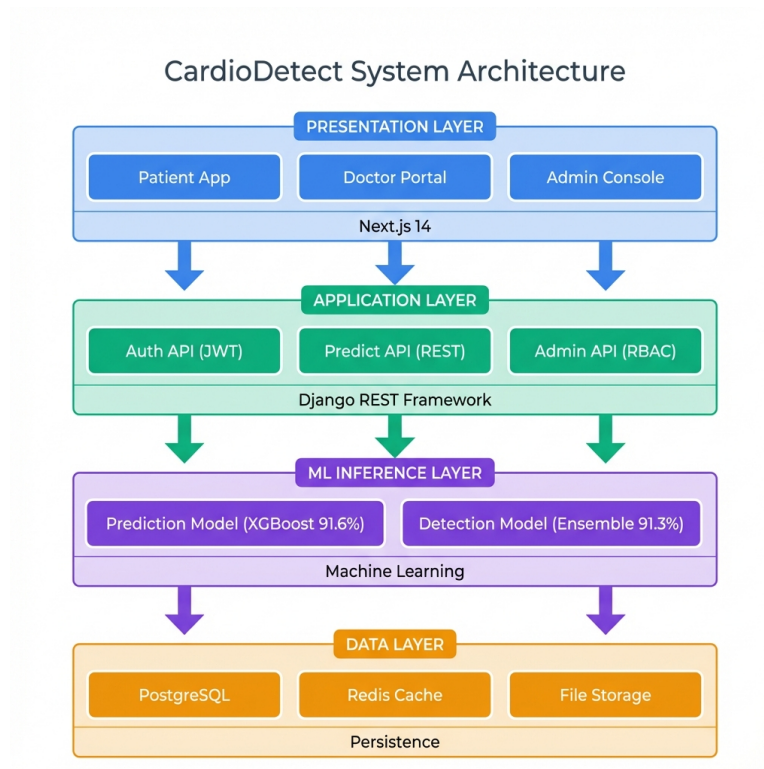 CardioDetect System Architecture
PRESENTATION LAYER
Patient App
Doctor Portal
Admin Console
Next.js 14
APPLICATION LAYER
Auth API (JWT)
Predict API (REST)
Admin API (RBAC)
Django REST Framework
ML INFERENCE LAYER
Prediction Model (XGBoost 91.6%)
Detection Model (Ensemble 91.3%)
Machine Learning
DATA LAYER
PostgreSQL
Redis Cache
File Storage
Persistence